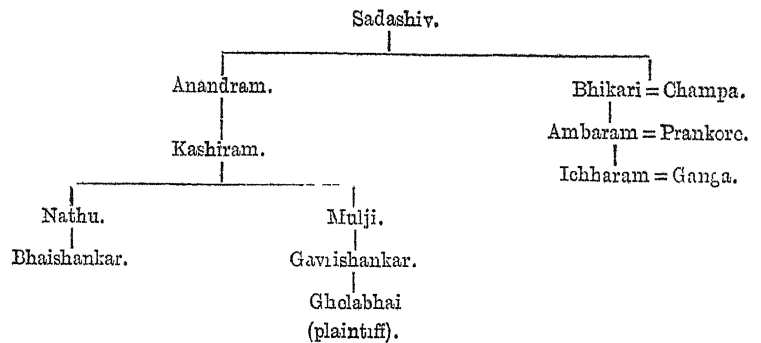 Sadashiv.
Anandram. Bhikari = Champa.
Ambaram = Prankore.
Kashiram.
Ichharam = Ganga.
Nathu. Mulji.
Bhaishankar. Gavrishankar.
Gholabhai
(plaintiff).